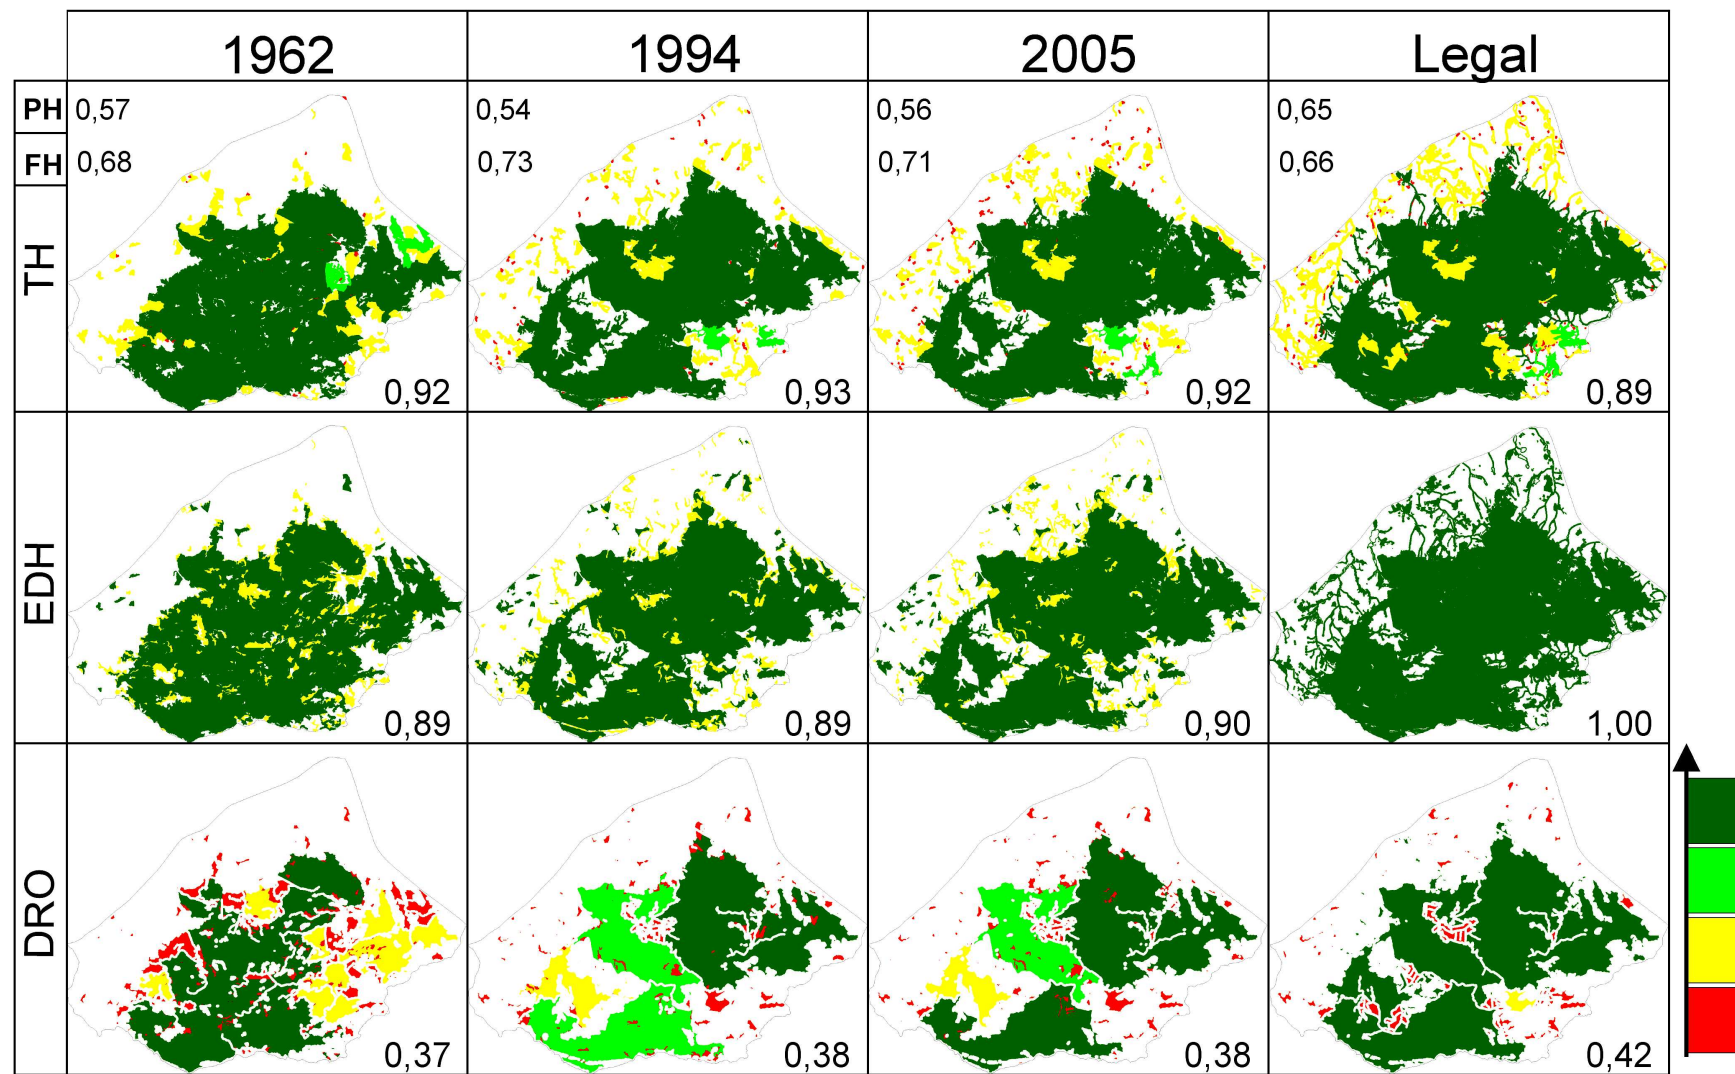 1962 1994 2005 Legal
PH 0,57 0,54 0,56 0,65
FH 0,68 0,73 0,71 0,66
TH 0,92 0,93 0,92 0,89
EDH 0,89 0,89 0,90 1,00
DRO 0,37 0,38 0,38 0,42